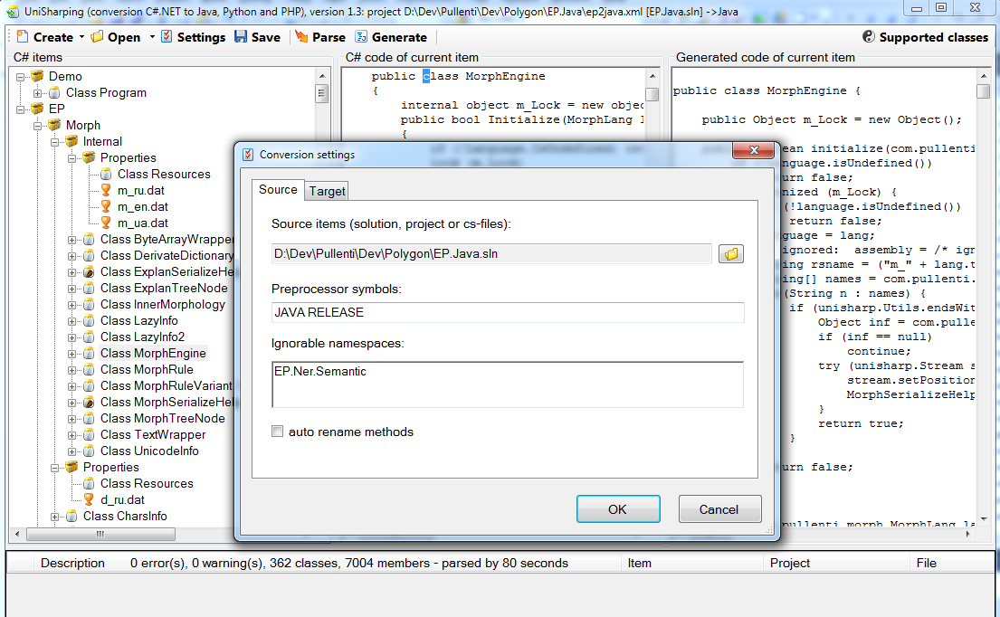 UniSharping (conversion C#.NET to Java, Python and PHP), version 1.3: project D:\Dev\Pullenti\Dev\Polygon\EP.Java\ep2java.xml [EP.Java.sln] ->Java
Create Open Settings Save Parse Generate Supported classes
C# items
Demo
Class Program
EP
Morph
Internal
Properties
Class Resources
m_ru.dat
m_en.dat
m_ua.dat
Class ByteArrayWrapper
Class DerivateDictionary
Class ExplanSerializeHe
Class ExplanTreeNode
Class InnerMorphology
Class LazyInfo
Class LazyInfo2
Class MorphEngine
Class MorphRule
Class MorphRuleVariant
Class MorphSerializeHel
Class MorphTreeNode
Class TextWrapper
Class UnicodeInfo
Properties
Class Resources
d_ru.dat
Class CharsInfo
C# code of current item
public class MorphEngine
{
internal object m_Lock = new objec
public bool Initialize(MorphLang l
{
Generated code of current item
public class MorphEngine {
public Object m_Lock = new Object();
ean initialize(com.pullenti
nguage.isUndefined())
urn false;
nized (m_Lock) {
(!language.isUndefined())
return false;
guage = lang;
ignored:  assembly = /* ign
ing rsname = ("m_" + lang.t
ing[] names = com.pullenti.
(String n : names) {
if (unisharp.Utils.endsWit
Object inf = com.pulle
if (inf == null)
continue;
try (unisharp.Stream s
stream.setPosition
MorphSerializeHelp
}
return true;
}
urn false;
pullenti.morph.MorphLang la
Conversion settings
Source Target
Source items (solution, project or cs-files):
D:\Dev\Pullenti\Dev\Polygon\EP.Java.sln
Preprocessor symbols:
JAVA RELEASE
Ignorable namespaces:
EP.Ner.Semantic
auto rename methods
OK Cancel
Description 0 error(s), 0 warning(s), 362 classes, 7004 members - parsed by 80 seconds Item Project File